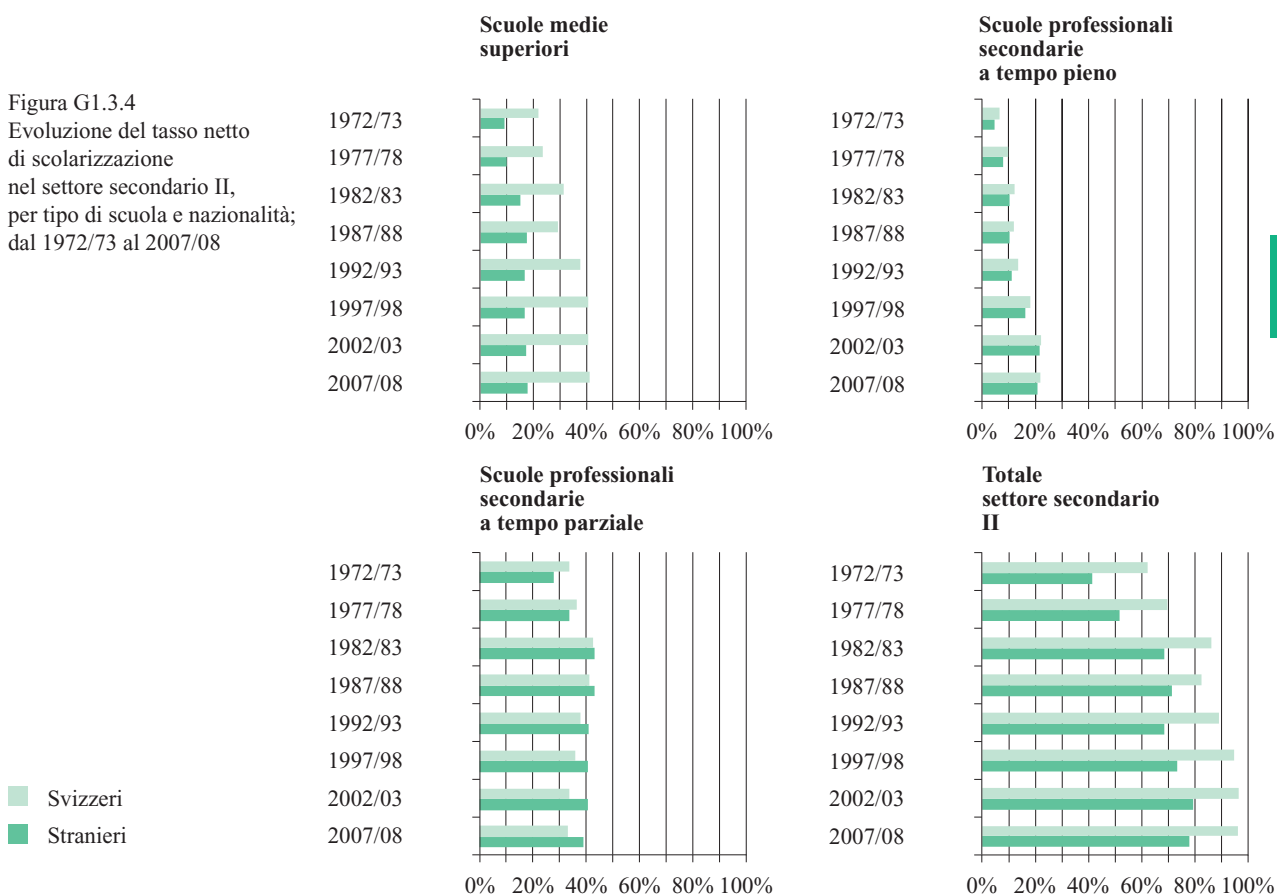 Figura G1.3.4
Evoluzione del tasso netto
di scolarizzazione
nel settore secondario II,
per tipo di scuola e nazionalità;
dal 1972/73 al 2007/08
Scuole medie
superiori
1972/73
1977/78
1982/83
1987/88
1992/93
1997/98
2002/03
2007/08
0% 20% 40% 60% 80% 100%
Scuole professionali
secondarie
a tempo pieno
1972/73
1977/78
1982/83
1987/88
1992/93
1997/98
2002/03
2007/08
0% 20% 40% 60% 80% 100%
Scuole professionali
secondarie
a tempo parziale
1972/73
1977/78
1982/83
1987/88
1992/93
1997/98
2002/03
2007/08
0% 20% 40% 60% 80% 100%
Totale
settore secondario
II
1972/73
1977/78
1982/83
1987/88
1992/93
1997/98
2002/03
2007/08
0% 20% 40% 60% 80% 100%
Svizzeri
Stranieri